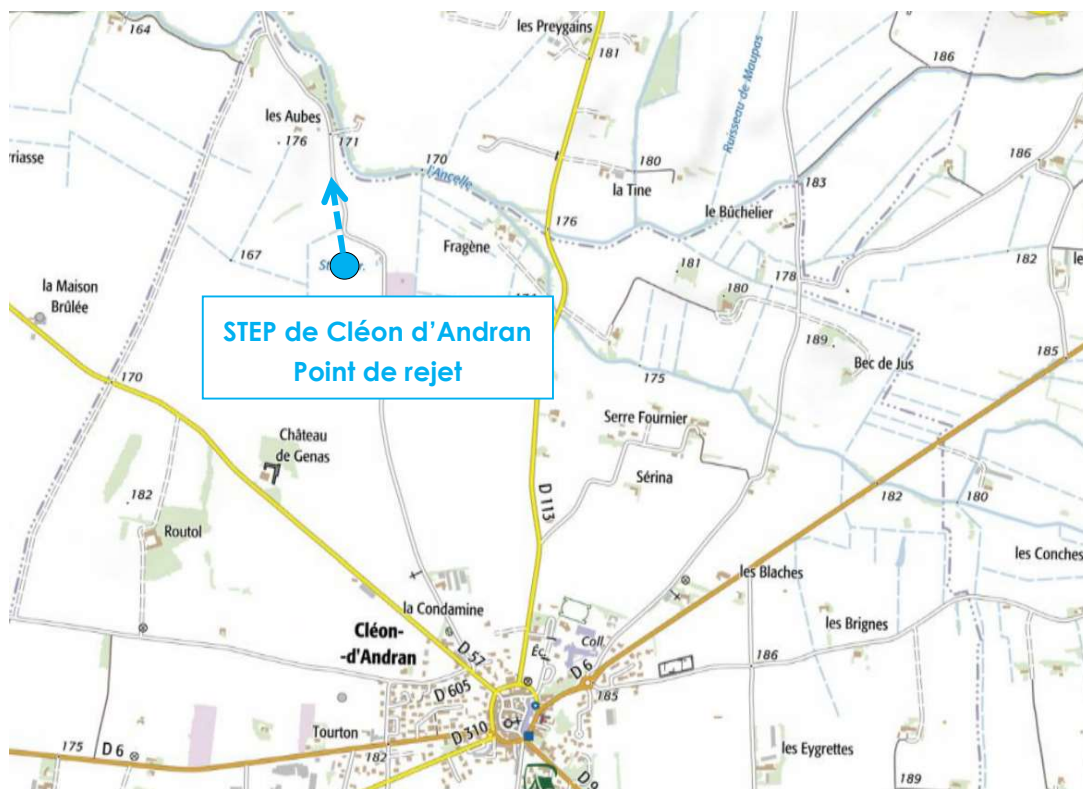 164
les Preygains
181
186
Ruisseau de Maupas
les Aubes
176
171
170
l'Ancelle
180
la Tine
183
186
le Bûchelier
176
Fragène
167
181
178
182
180
la Maison
Brûlée
STEP de Cléon d'Andran
Point de rejet
170
189
Bec de Jus
185
175
Serre Fournier
Château
de Genas
Sérina
D 113
182
182
180
Routol
les Conches
les Blaches
la Condamine
les Brignes
Cléon-
-d'Andran
Coll.
Éc.
D 57
D 6
186
D 605
185
Tourton
D 310
175
D 6
182
les Eygrettes
189